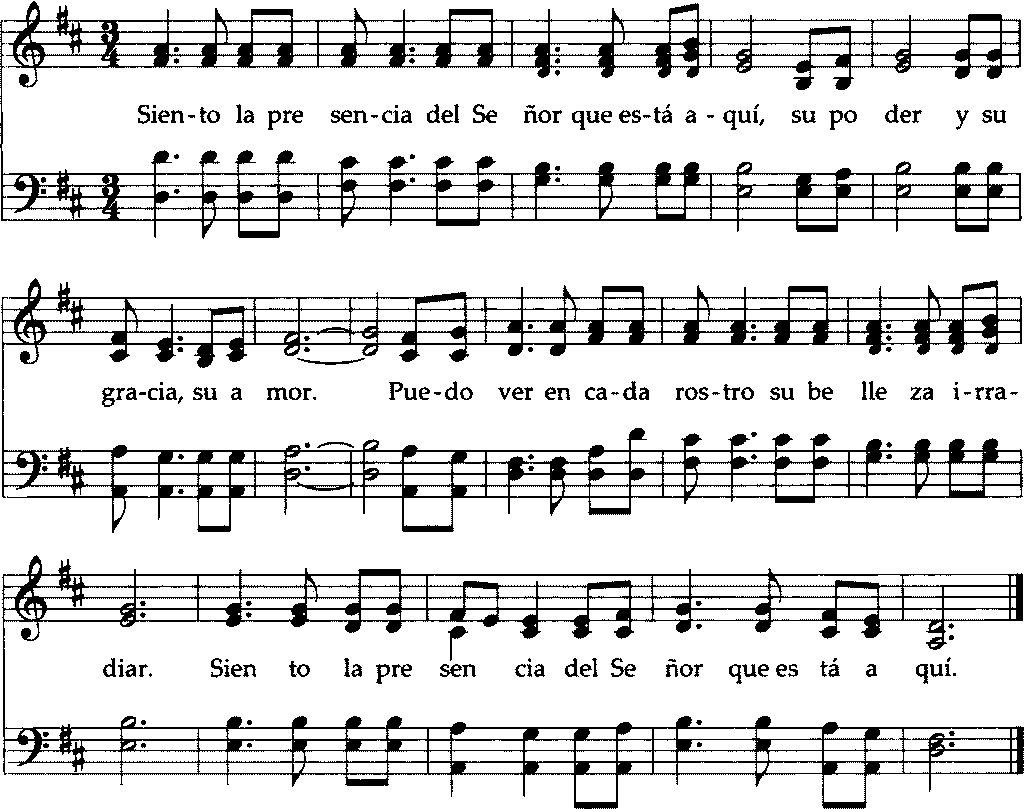 Sien-to la pre sen-cia del Se ñor que es-tá a - quí, su po der y su
gra-cia, su a mor. Pue-do ver en ca-da ros-tro su be lle za i-rra-
diar. Sien to la pre sen cia del Se ñor que es tá a quí.